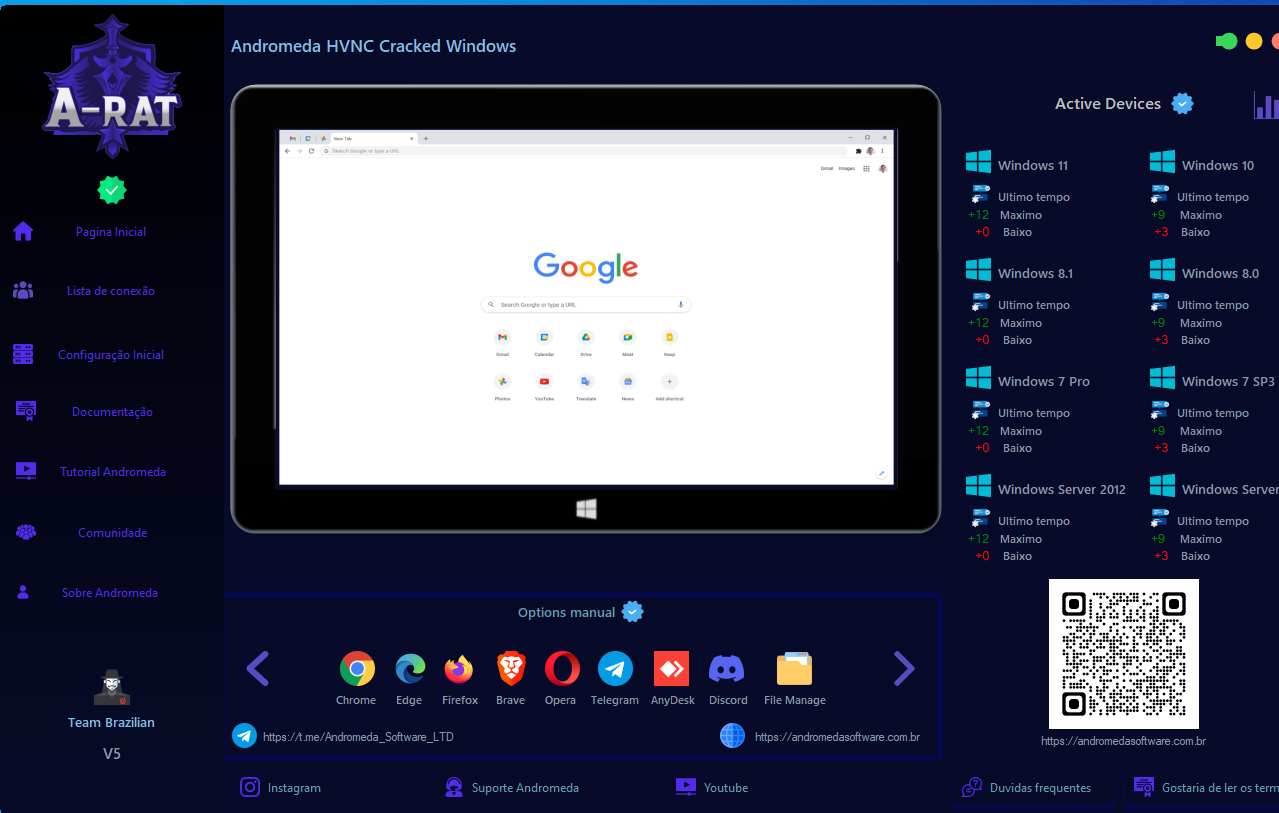 A-RAT
Pagina Inicial
Lista de conexão
Configuração Inicial
Documentação
Tutorial Andromeda
Comunidade
Sobre Andromeda
Team Brazilian
V5
Andromeda HVNC Cracked Windows
New Tab
Search Google or type a URL
Gmail Images
Google
Search Google or type a URL
Gmail Calendar Drive Meet Keep
Photos YouTube Translate News Add shortcut
Options manual
Chrome Edge Firefox Brave Opera Telegram AnyDesk Discord File Manage
https://t.me/Andromeda_Software_LTD https://andromedasoftware.com.br
Instagram Suporte Andromeda Youtube
Active Devices
Windows 11 Windows 10
Ultimo tempo Ultimo tempo
+12 Maximo +9 Maximo
+0 Baixo +3 Baixo
Windows 8.1 Windows 8.0
Ultimo tempo Ultimo tempo
+12 Maximo +9 Maximo
+0 Baixo +3 Baixo
Windows 7 Pro Windows 7 SP3
Ultimo tempo Ultimo tempo
+12 Maximo +9 Maximo
+0 Baixo +3 Baixo
Windows Server 2012 Windows Server
Ultimo tempo Ultimo tempo
+12 Maximo +9 Maximo
+0 Baixo +3 Baixo
https://andromedasoftware.com.br
Duvidas frequentes Gostaria de ler os term